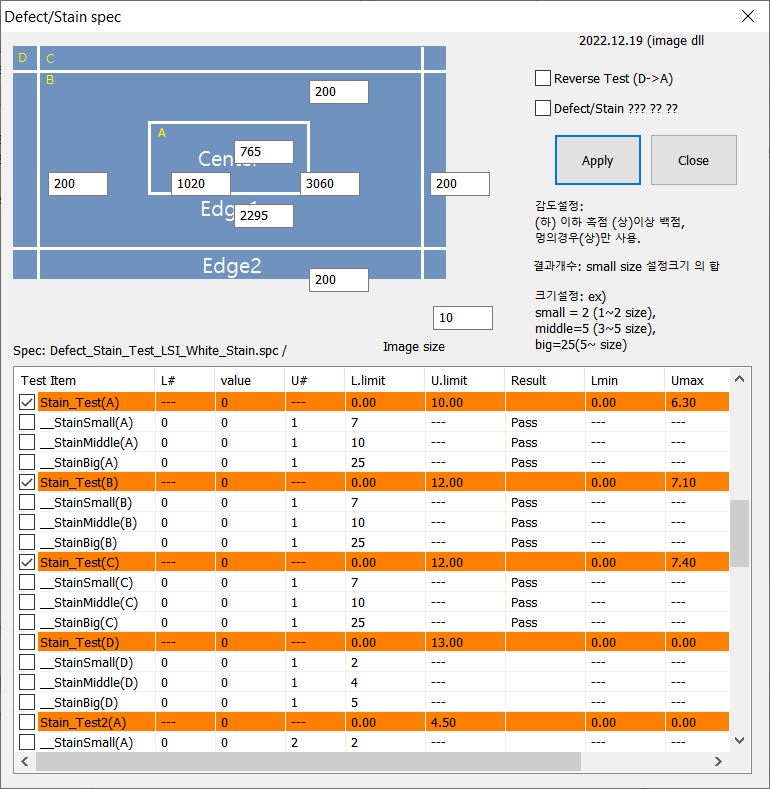 Defect/Stain spec
2022.12.19 (image dll
D C
B
200
Reverse Test (D->A)
Defect/Stain ??? ?? ??
A
765
Center
200 1020 3060 200
Apply Close
Edge1
2295
감도설정:
(하) 이하 흑점 (상)이상 백점,
멍의경우(상)만 사용.
Edge2
200
결과개수: small size 설정크기 의 합
크기설정: ex)
small = 2 (1~2 size),
middle=5 (3~5 size),
big=25(5~ size)
10
Image size
Spec: Defect_Stain_Test_LSI_White_Stain.spc /
Test Item L# value U# L.limit U.limit Result Lmin Umax
Stain_Test(A) --- 0 --- 0.00 10.00 0.00 6.30
__StainSmall(A) 0 0 1 7 --- Pass --- ---
__StainMiddle(A) 0 0 1 10 --- Pass --- ---
__StainBig(A) 0 0 1 25 --- Pass --- ---
Stain_Test(B) --- 0 --- 0.00 12.00 0.00 7.10
__StainSmall(B) 0 0 1 7 --- Pass --- ---
__StainMiddle(B) 0 0 1 10 --- Pass --- ---
__StainBig(B) 0 0 1 25 --- Pass --- ---
Stain_Test(C) --- 0 --- 0.00 12.00 0.00 7.40
__StainSmall(C) 0 0 1 7 --- Pass --- ---
__StainMiddle(C) 0 0 1 10 --- Pass --- ---
__StainBig(C) 0 0 1 25 --- Pass --- ---
Stain_Test(D) --- 0 --- 0.00 13.00 0.00 0.00
__StainSmall(D) 0 0 1 2 --- --- ---
__StainMiddle(D) 0 0 1 4 --- --- ---
__StainBig(D) 0 0 1 5 --- --- ---
Stain_Test2(A) --- 0 --- 0.00 4.50 0.00 0.00
__StainSmall(A) 0 0 2 2 --- --- ---